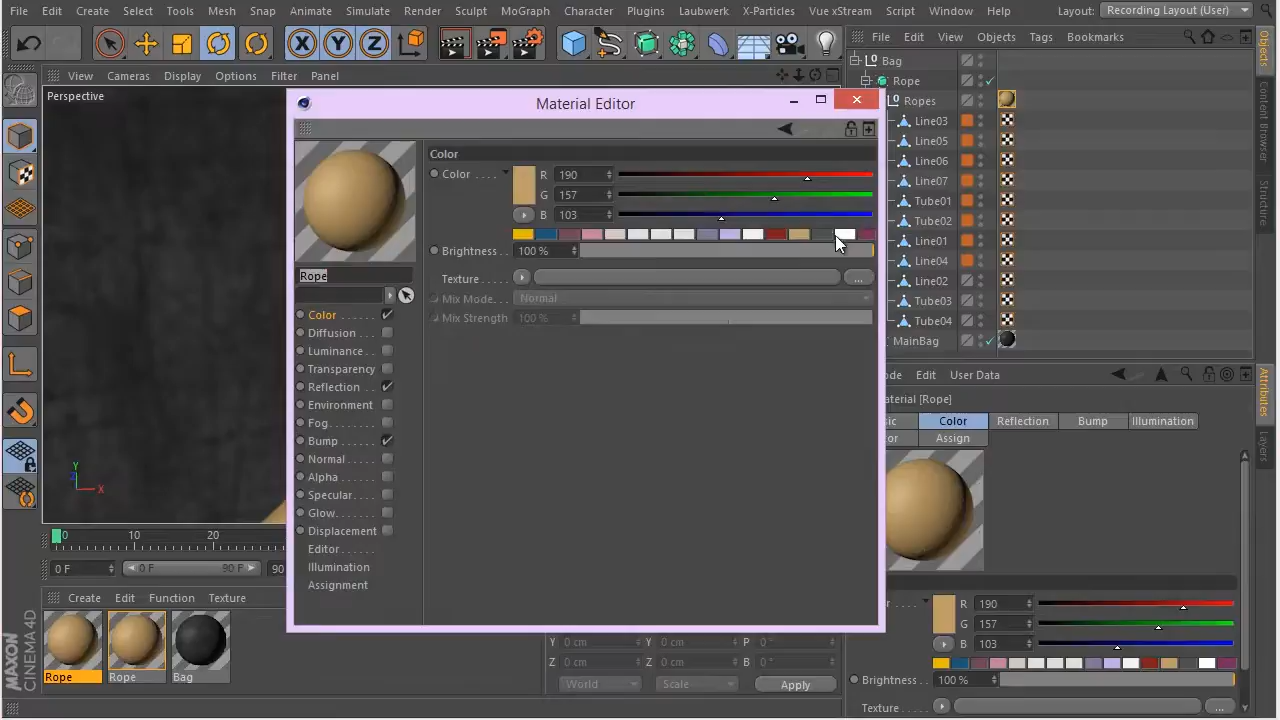 File Edit Create Select Tools Mesh Snap Animate Simulate Render Sculpt MoGraph Character Plugins Laubwerk X-Particles Vue xStream Script Window Help Layout: Recording Layout (User)
File Edit View Objects Tags Bookmarks
View Cameras Display Options Filter Panel
Perspective
Bag
Rope
Ropes
Line03
Line05
Line06
Line07
Tube01
Tube02
Line01
Line04
Line02
Tube03
Tube04
MainBag
Objects
Content Browser
Structure
Material Editor
Color
Color . . . .
R 190
G 157
B 103
Brightness . . 100 %
Texture . . . . . ...
Mix Mode. . . Normal
Mix Strength 100 %
Rope
Color . . . . . .
Diffusion . . .
Luminance . . .
Transparency
Reflection . .
Environment
Fog. . . . . . .
Bump . . . . .
Normal . . . .
Alpha . . . . .
Specular. . . .
Glow. . . . . .
Displacement
Editor . . . . . .
Illumination
Assignment
Edit User Data
Material [Rope]
Color Reflection Bump Illumination
Assign
Attributes
Layers
R 190
G 157
B 103
Brightness . . 100 %
Texture . . . . . ...
0 10 20
0 F 0 F 90 F 90
Create Edit Function Texture
Rope Rope Bag
Y 0 cm Y 0 cm P 0 °
Z 0 cm Z 0 cm B 0 °
World Scale Apply
MAXON
CINEMA 4D